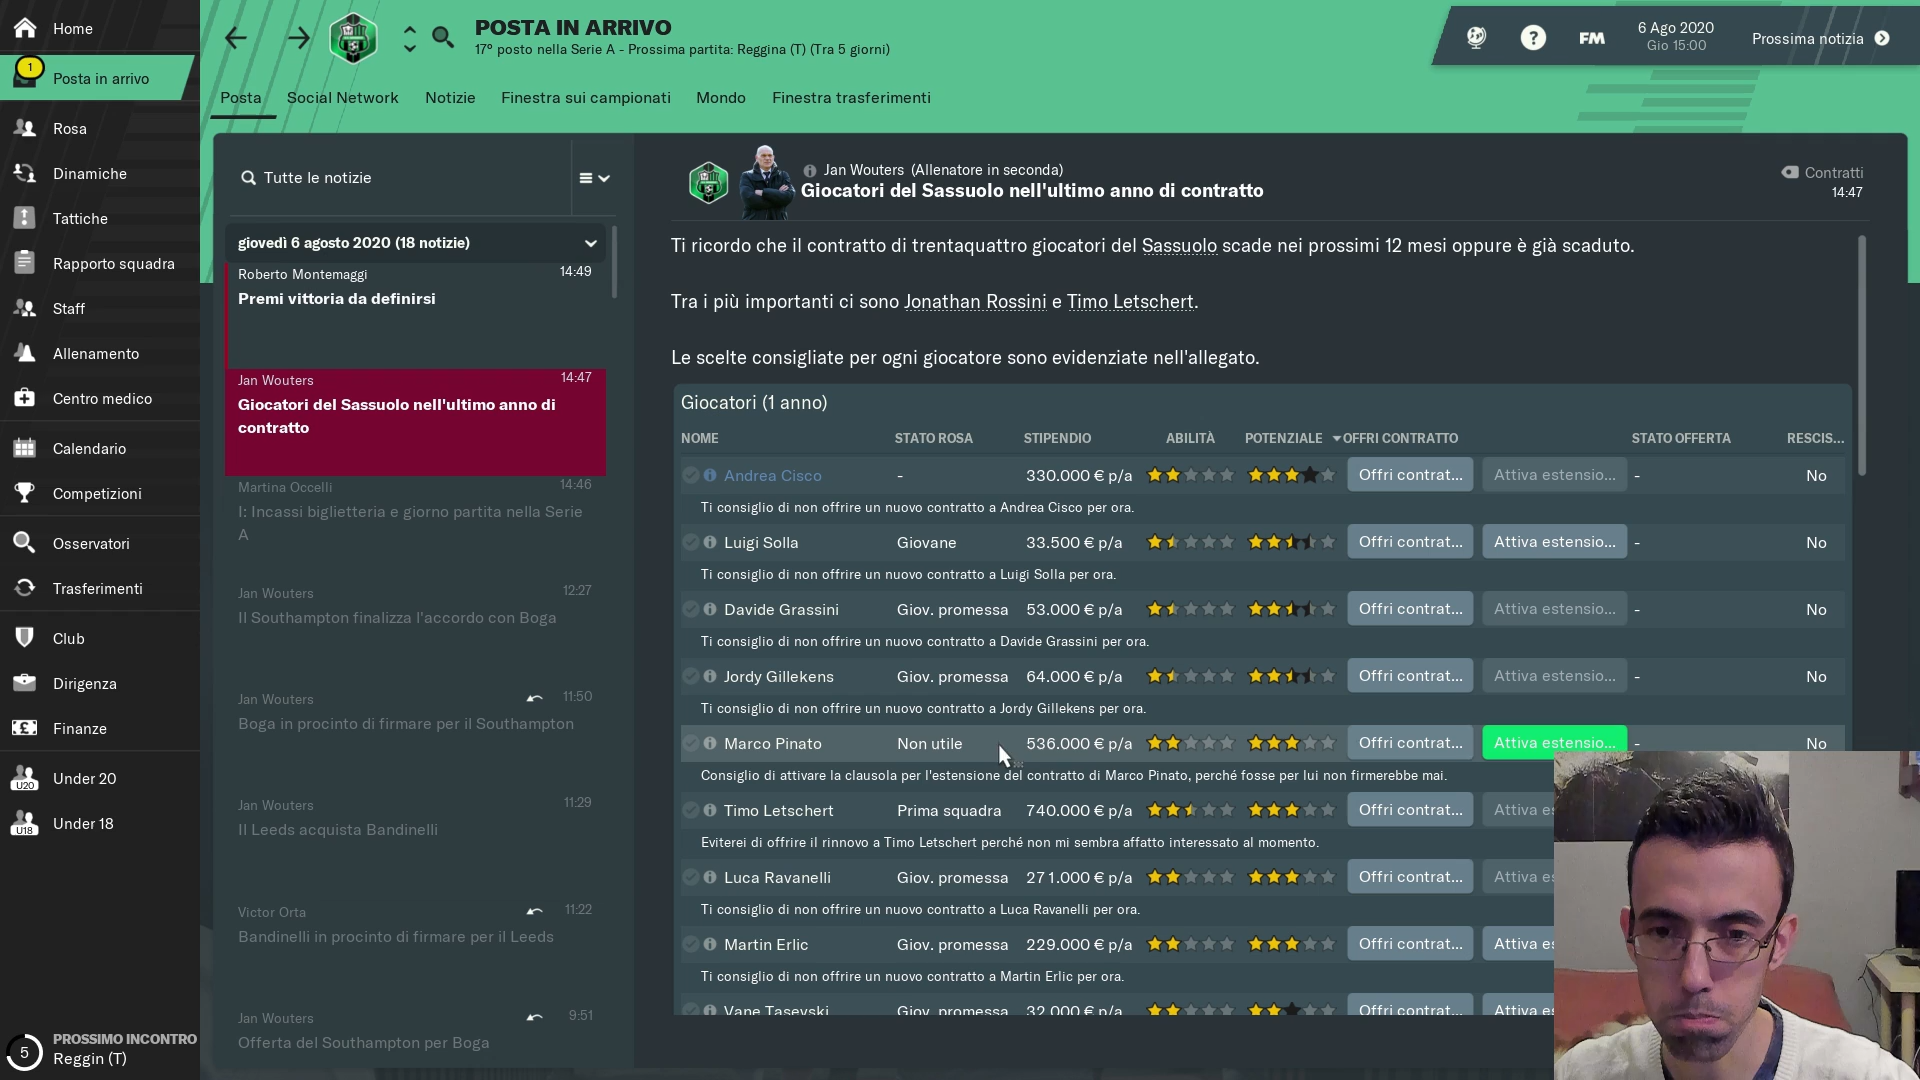 Home
1
Posta in arrivo
Rosa
Dinamiche
Tattiche
Rapporto squadra
Staff
Allenamento
Centro medico
Calendario
Competizioni
Osservatori
Trasferimenti
Club
Dirigenza
Finanze
U20
Under 20
U18
Under 18
5
PROSSIMO INCONTRO
Reggin (T)
POSTA IN ARRIVO
17° posto nella Serie A - Prossima partita: Reggina (T) (Tra 5 giorni)
?
FM
6 Ago 2020
Gio 15:00
Prossima notizia
Posta
Social Network
Notizie
Finestra sui campionati
Mondo
Finestra trasferimenti
Tutte le notizie
giovedì 6 agosto 2020 (18 notizie)
Roberto Montemaggi 14:49
Premi vittoria da definirsi
Jan Wouters 14:47
Giocatori del Sassuolo nell'ultimo anno di
contratto
Martina Occelli 14:46
I: Incassi biglietteria e giorno partita nella Serie
A
Jan Wouters 12:27
Il Southampton finalizza l'accordo con Boga
Jan Wouters 11:50
Boga in procinto di firmare per il Southampton
Jan Wouters 11:29
Il Leeds acquista Bandinelli
Victor Orta 11:22
Bandinelli in procinto di firmare per il Leeds
Jan Wouters 9:51
Offerta del Southampton per Boga
Jan Wouters (Allenatore in seconda)
Giocatori del Sassuolo nell'ultimo anno di contratto
Contratti
14:47
Ti ricordo che il contratto di trentaquattro giocatori del Sassuolo scade nei prossimi 12 mesi oppure è già scaduto.
Tra i più importanti ci sono Jonathan Rossini e Timo Letschert.
Le scelte consigliate per ogni giocatore sono evidenziate nell'allegato.
Giocatori (1 anno)
NOME STATO ROSA STIPENDIO ABILITÀ POTENZIALE OFFRI CONTRATTO STATO OFFERTA RESCIS...
Andrea Cisco - 330.000 € p/a Offri contrat... Attiva estensio... - No
Ti consiglio di non offrire un nuovo contratto a Andrea Cisco per ora.
Luigi Solla Giovane 33.500 € p/a Offri contrat... Attiva estensio... - No
Ti consiglio di non offrire un nuovo contratto a Luigi Solla per ora.
Davide Grassini Giov. promessa 53.000 € p/a Offri contrat... Attiva estensio... - No
Ti consiglio di non offrire un nuovo contratto a Davide Grassini per ora.
Jordy Gillekens Giov. promessa 64.000 € p/a Offri contrat... Attiva estensio... - No
Ti consiglio di non offrire un nuovo contratto a Jordy Gillekens per ora.
Marco Pinato Non utile 536.000 € p/a Offri contrat... Attiva estensio... - No
Consiglio di attivare la clausola per l'estensione del contratto di Marco Pinato, perché fosse per lui non firmerebbe mai.
Timo Letschert Prima squadra 740.000 € p/a Offri contrat... Attiva es
Eviterei di offrire il rinnovo a Timo Letschert perché non mi sembra affatto interessato al momento.
Luca Ravanelli Giov. promessa 271.000 € p/a Offri contrat... Attiva es
Ti consiglio di non offrire un nuovo contratto a Luca Ravanelli per ora.
Martin Erlic Giov. promessa 229.000 € p/a Offri contrat... Attiva es
Ti consiglio di non offrire un nuovo contratto a Martin Erlic per ora.
Vane Tasevski Giov. promessa 32.000 € p/a Offri contrat... Attiva es